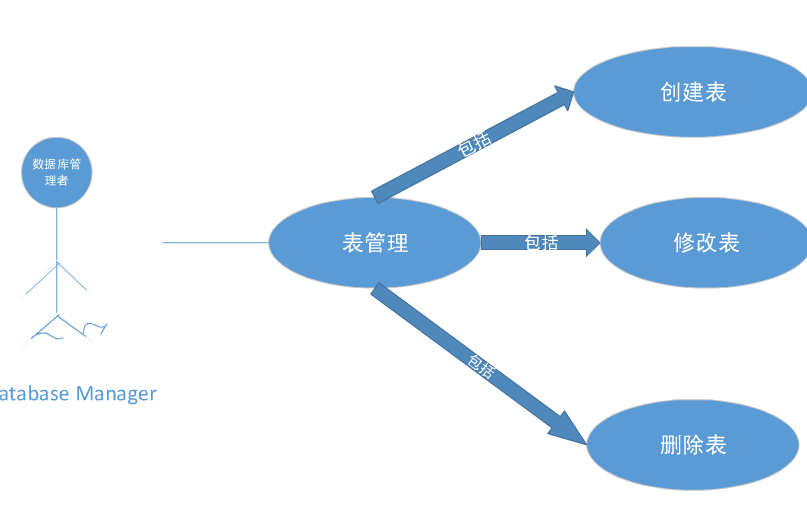 创建表
包括
数据库管
理者
表管理
包括
修改表
包括
atabase Manager
删除表